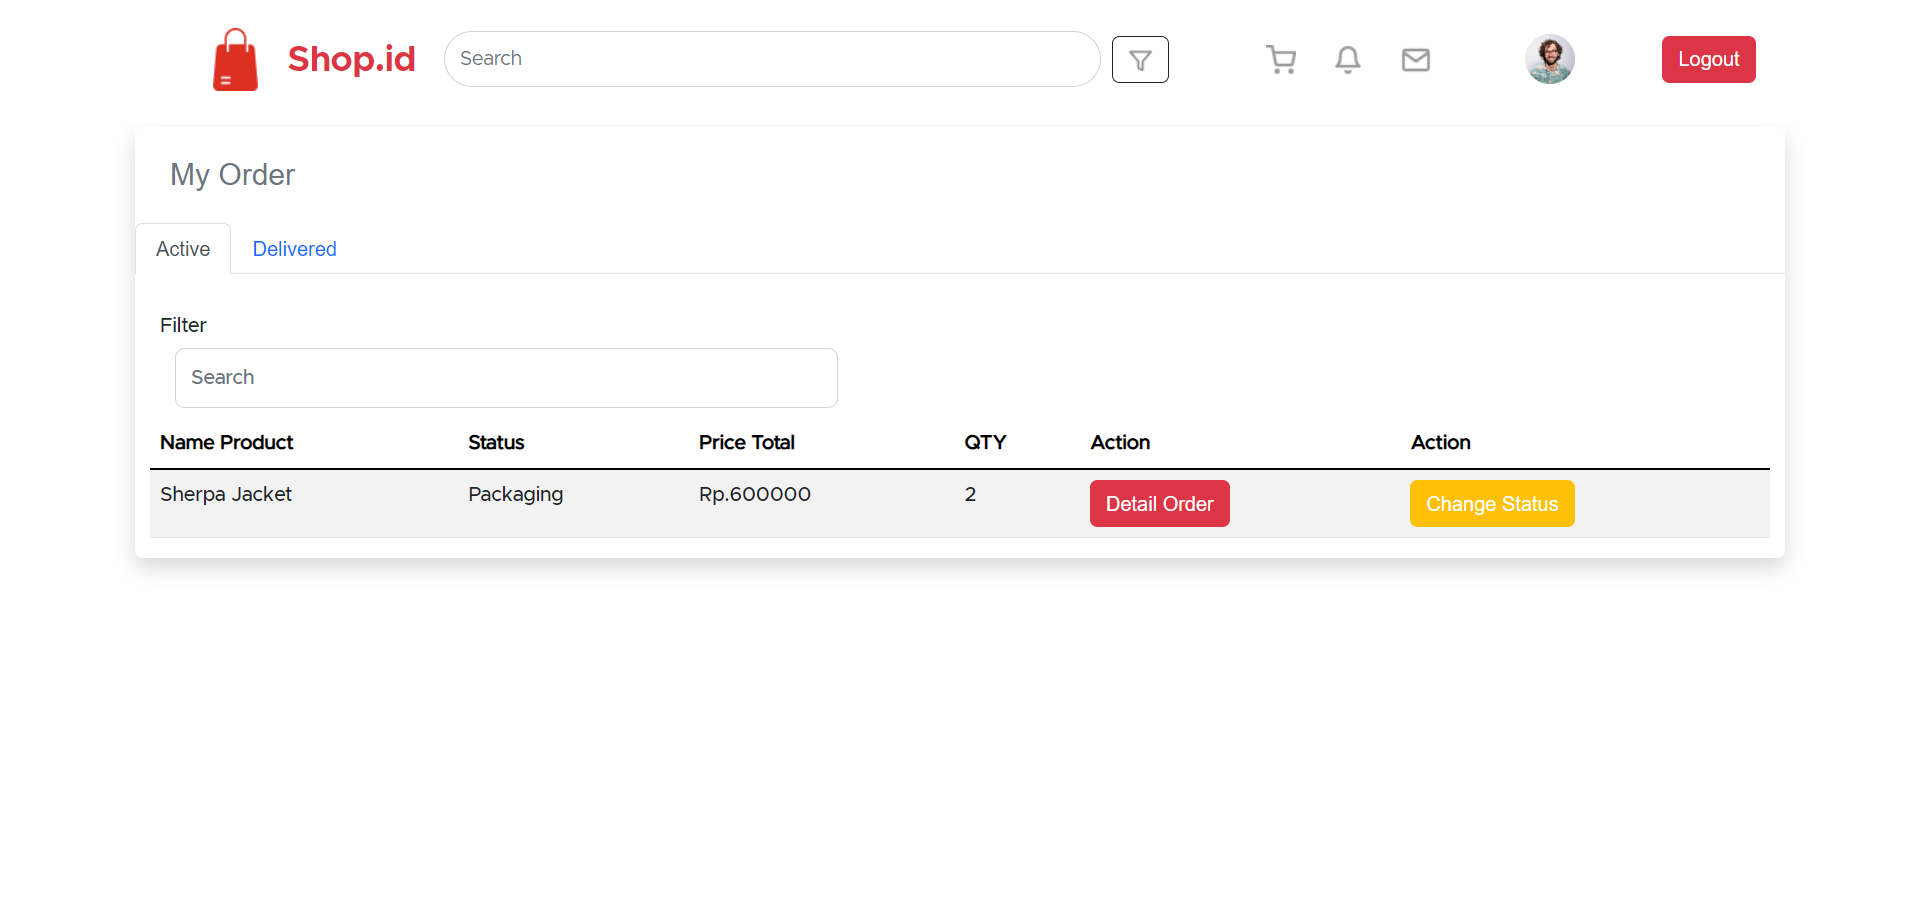 Shop.id
Search
Logout
My Order
Active Delivered
Filter
Search
Name Product Status Price Total QTY Action Action
Sherpa Jacket Packaging Rp.600000 2 Detail Order Change Status